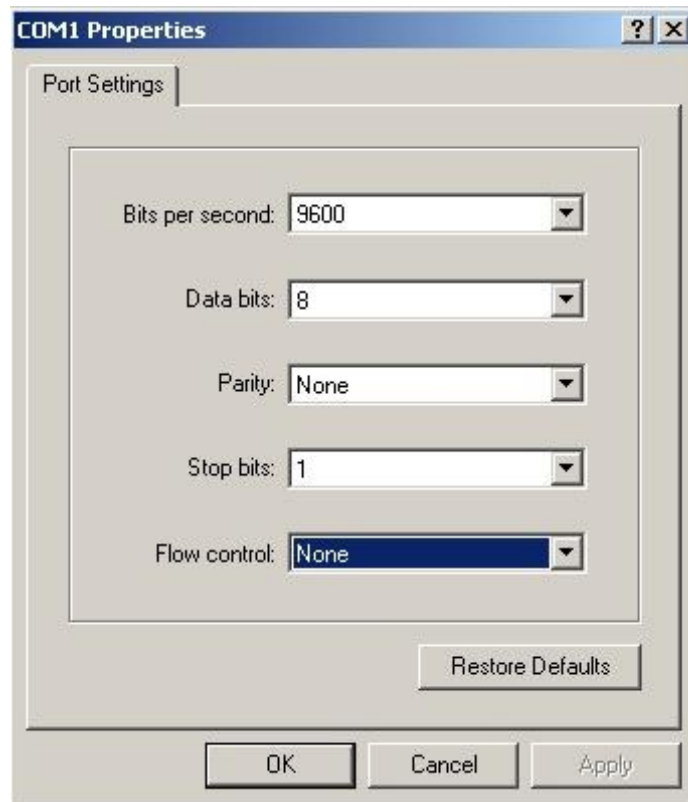 COM1 Properties
Port Settings
Bits per second: 9600
Data bits: 8
Parity: None
Stop bits: 1
Flow control: None
Restore Defaults
OK Cancel Apply